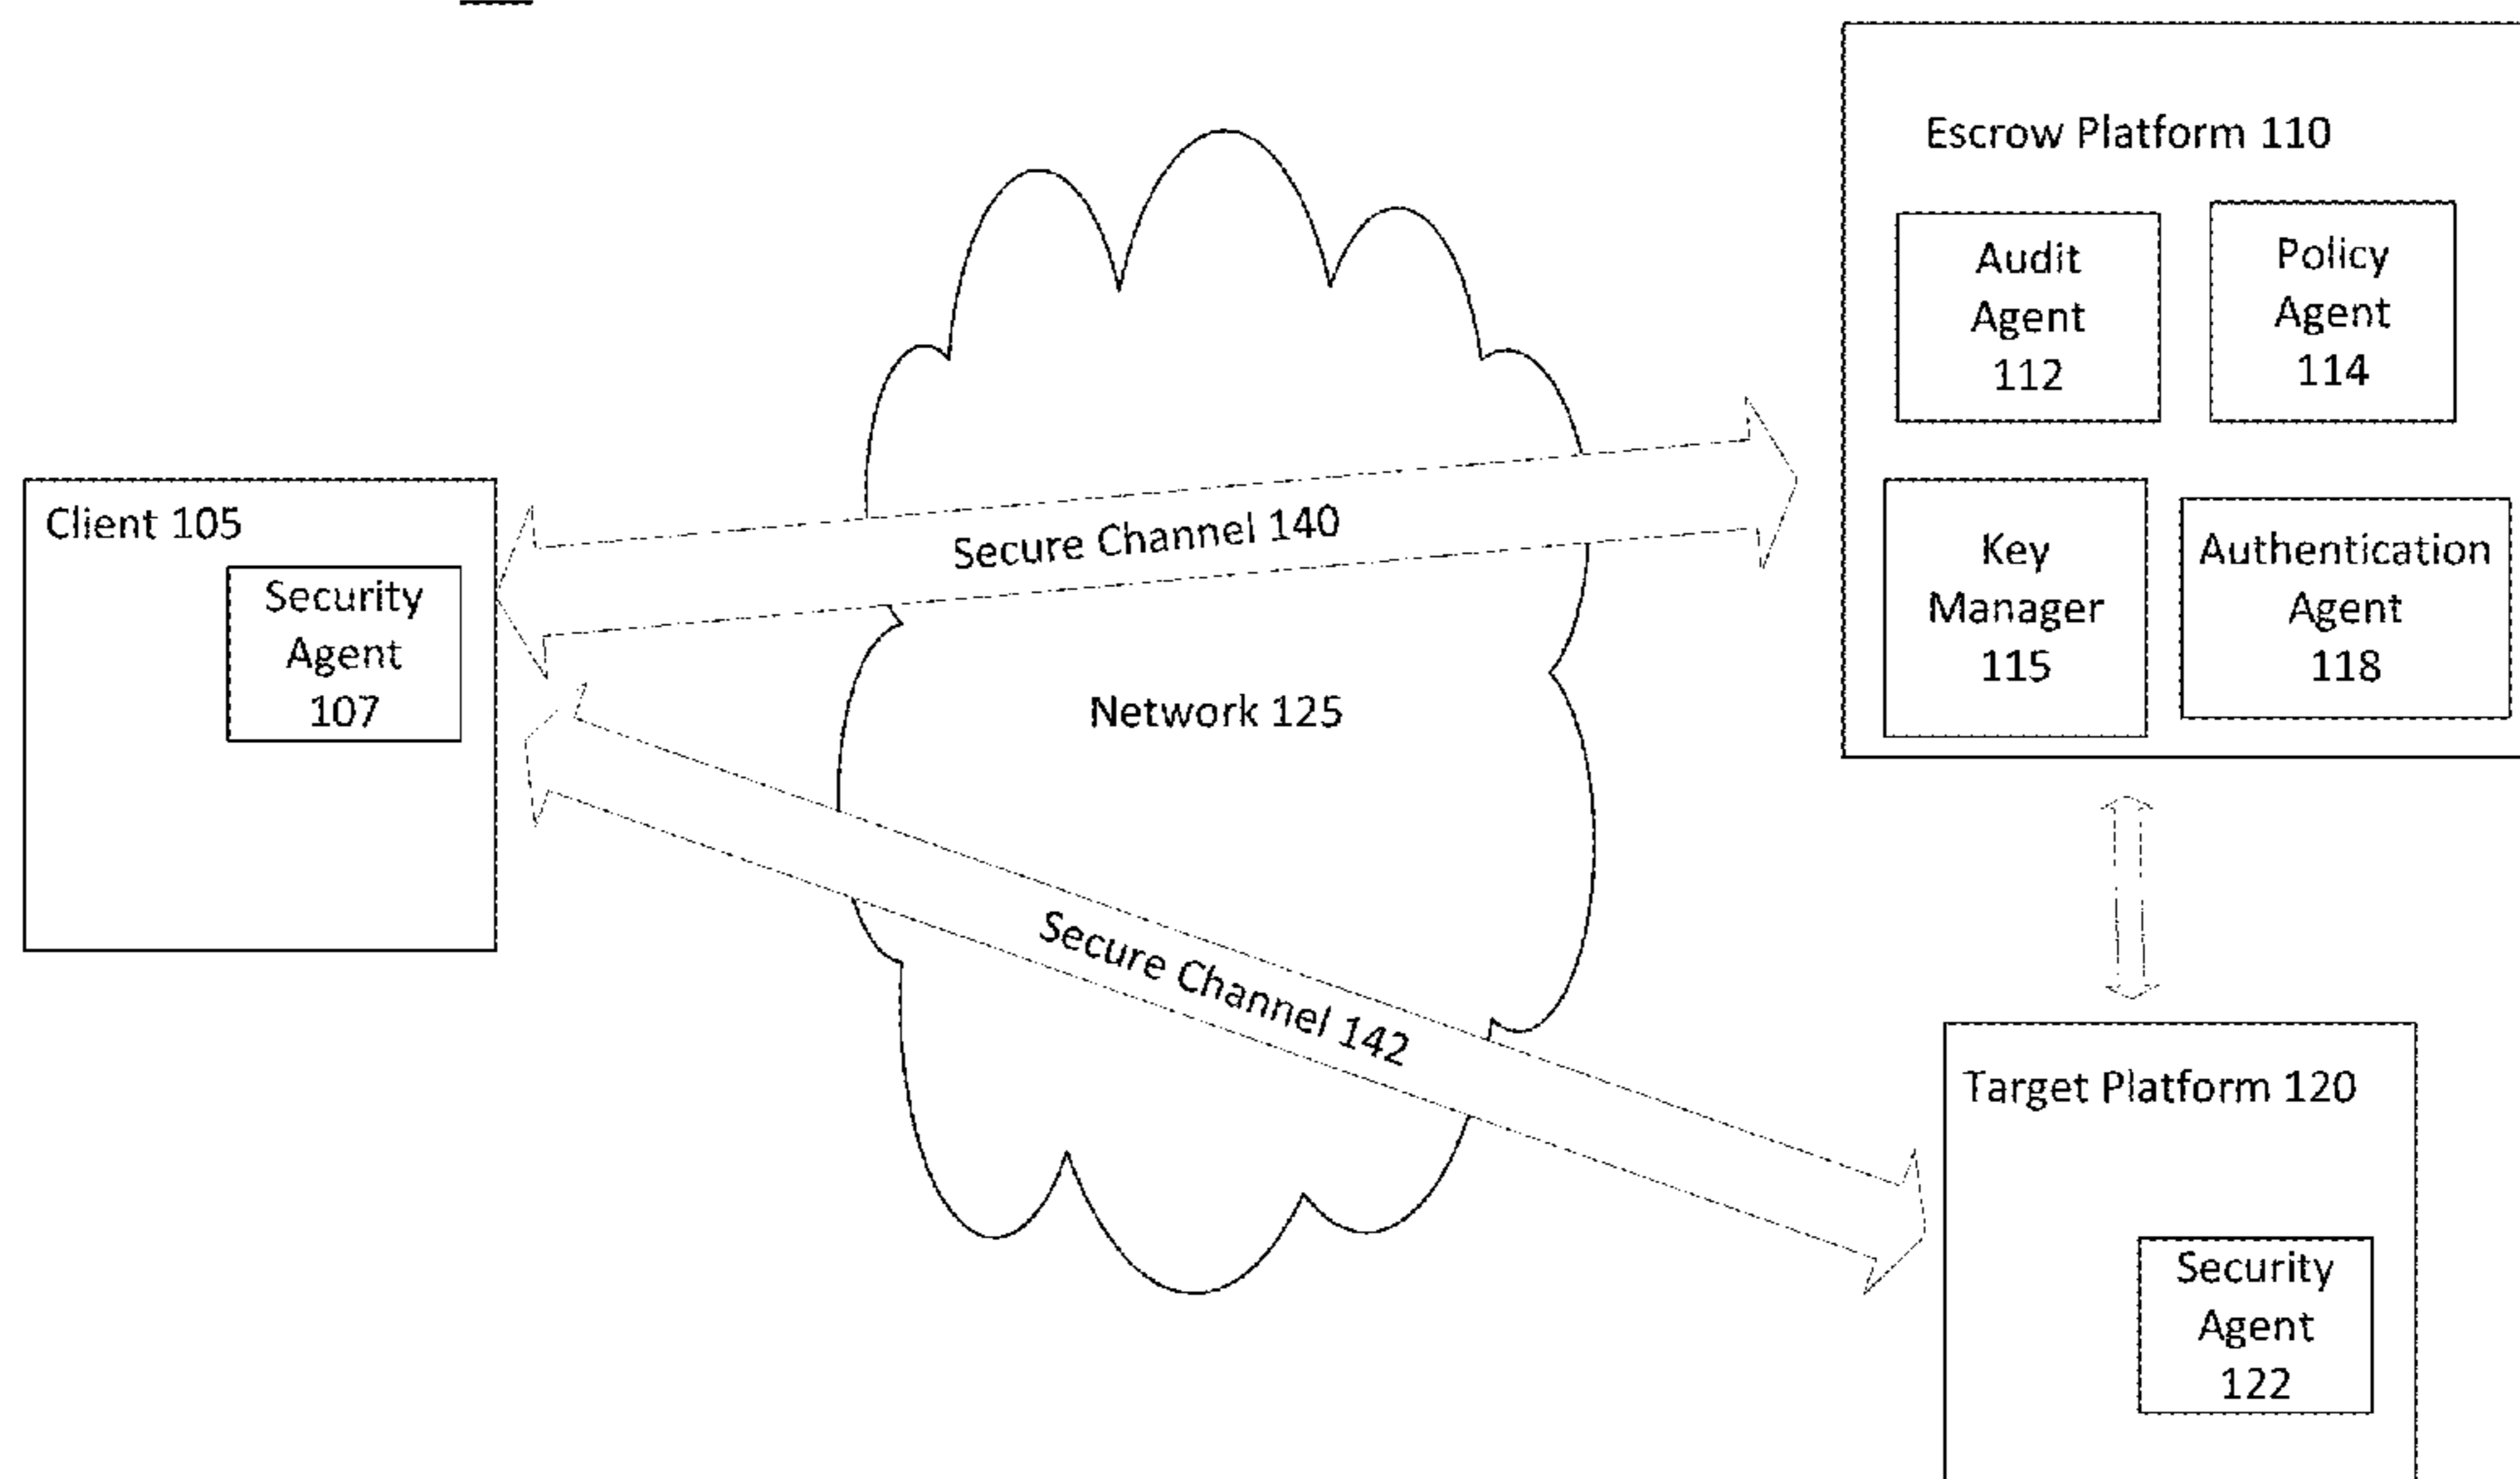 Escrow Platform 110
Audit
Agent
112
Policy
Agent
114
Client 105
Security
Agent
107
Secure Channel 140
Key
Manager
115
Authentication
Agent
118
Network 125
Secure Channel 142
Target Platform 120
Security
Agent
122